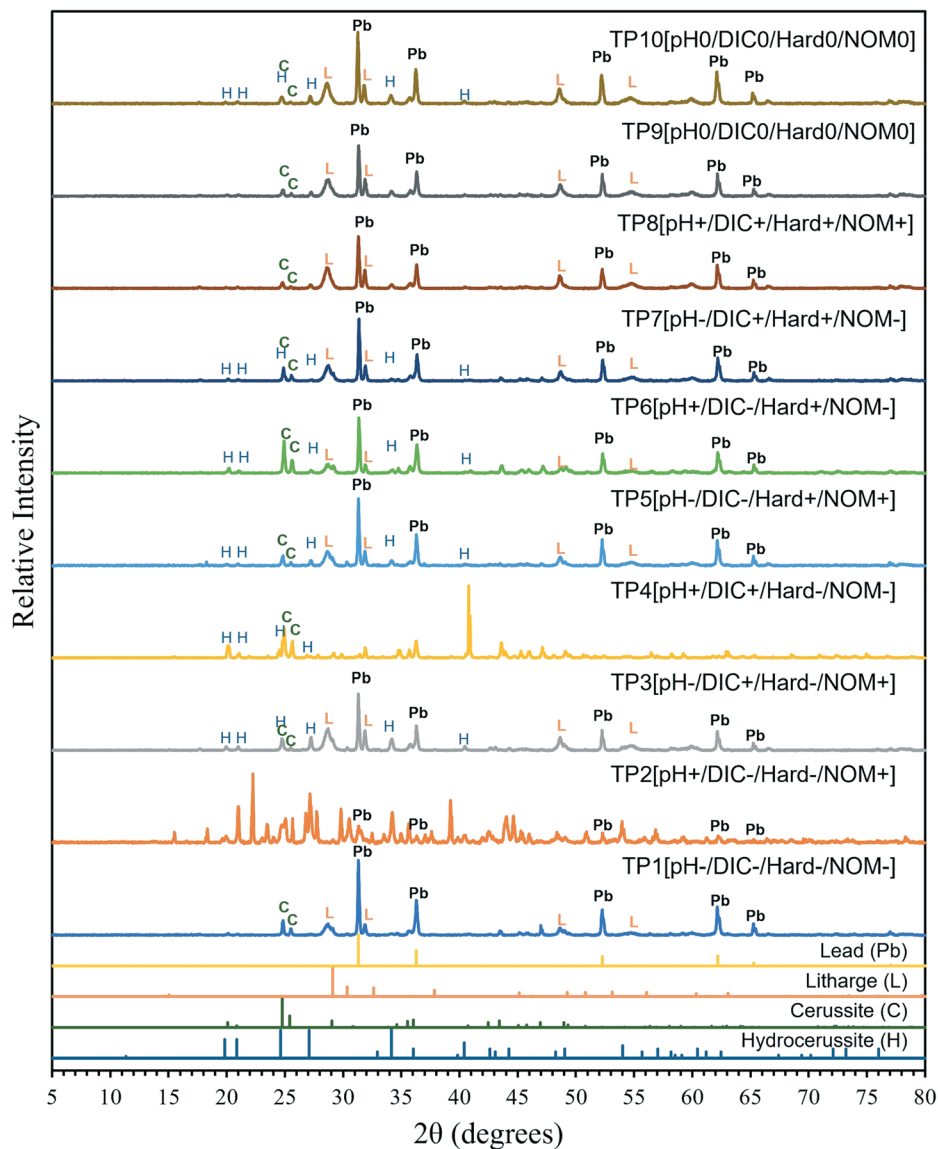 Pb
TP10[pH0/DIC0/Hard0/NOM0]
C H L L Pb H Pb Pb
H H C H H L L Pb
Pb
TP9[pH0/DIC0/Hard0/NOM0]
C C L L Pb L Pb L Pb Pb
Pb
TP8[pH+/DIC+/Hard+/NOM+]
C C L L Pb L Pb L Pb Pb
Pb
TP7[pH-/DIC+/Hard+/NOM-]
H H H C C H L L H Pb H L Pb L Pb Pb
Pb
TP6[pH+/DIC-/Hard+/NOM-]
H H C C H L L H Pb H L Pb L Pb Pb
Pb
TP5[pH-/DIC-/Hard+/NOM+]
H H C C H L L H Pb H L Pb L Pb Pb
TP4[pH+/DIC+/Hard-/NOM-]
H H H C C H
Pb
TP3[pH-/DIC+/Hard-/NOM+]
H H H C C H L L H Pb H L Pb L Pb Pb
TP2[pH+/DIC-/Hard-/NOM+]
Pb Pb Pb Pb Pb
Pb
TP1[pH-/DIC-/Hard-/NOM-]
C C L L Pb L Pb L Pb Pb
Lead (Pb)
Litharge (L)
Cerussite (C)
Hydrocerussite (H)
Relative Intensity
5 10 15 20 25 30 35 40 45 50 55 60 65 70 75 80
2θ (degrees)